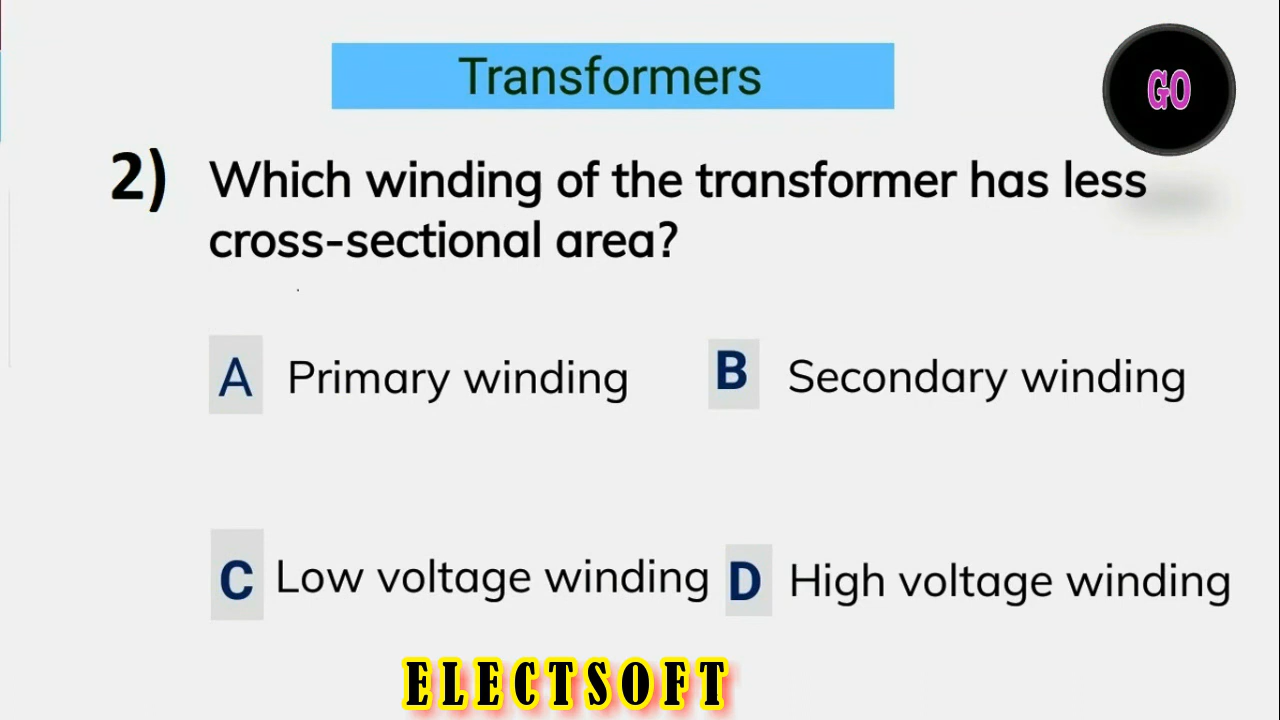 Transformers
GO
2) Which winding of the transformer has less
cross-sectional area?
A Primary winding
B Secondary winding
C Low voltage winding
D High voltage winding
ELECTSOFT